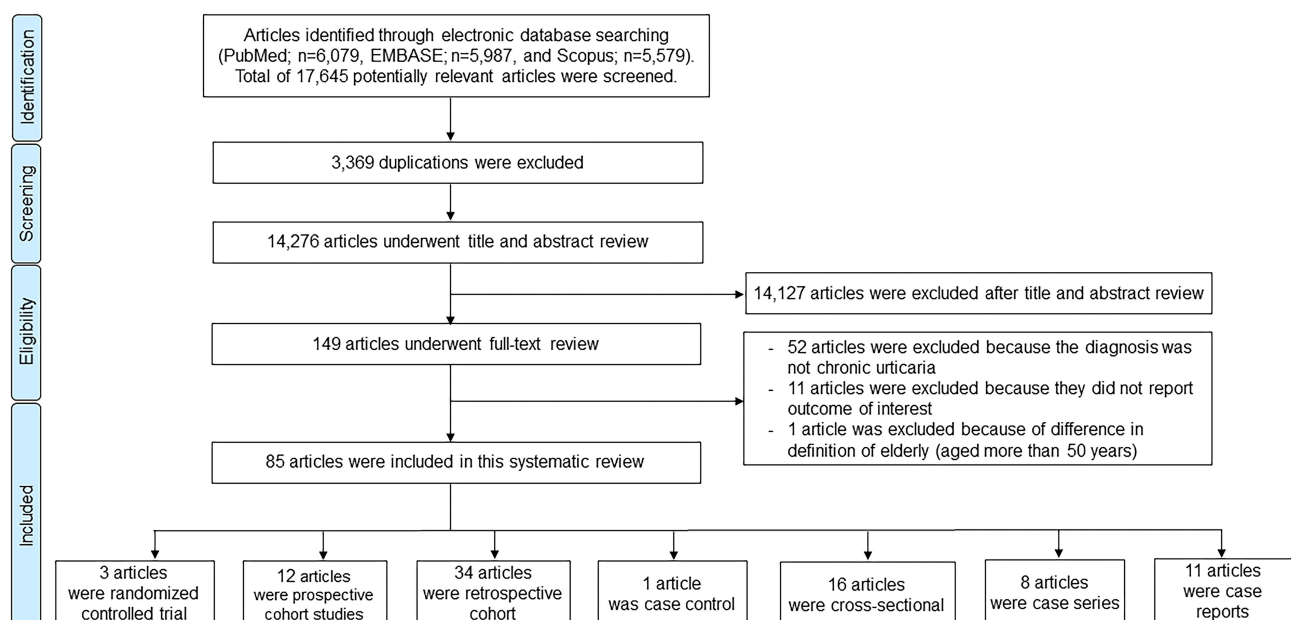 Identification
Articles identified through electronic database searching
(PubMed; n=6,079, EMBASE; n=5,987, and Scopus; n=5,579).
Total of 17,645 potentially relevant articles were screened.
Screening
3,369 duplications were excluded
14,276 articles underwent title and abstract review
Eligibility
14,127 articles were excluded after title and abstract review
149 articles underwent full-text review
- 52 articles were excluded because the diagnosis was
not chronic urticaria
- 11 articles were excluded because they did not report
outcome of interest
- 1 article was excluded because of difference in
definition of elderly (aged more than 50 years)
Included
85 articles were included in this systematic review
3 articles
were randomized
controlled trial
12 articles
were prospective
cohort studies
34 articles
were retrospective
cohort
1 article
was case control
16 articles
were cross-sectional
8 articles
were case series
11 articles
were case
reports